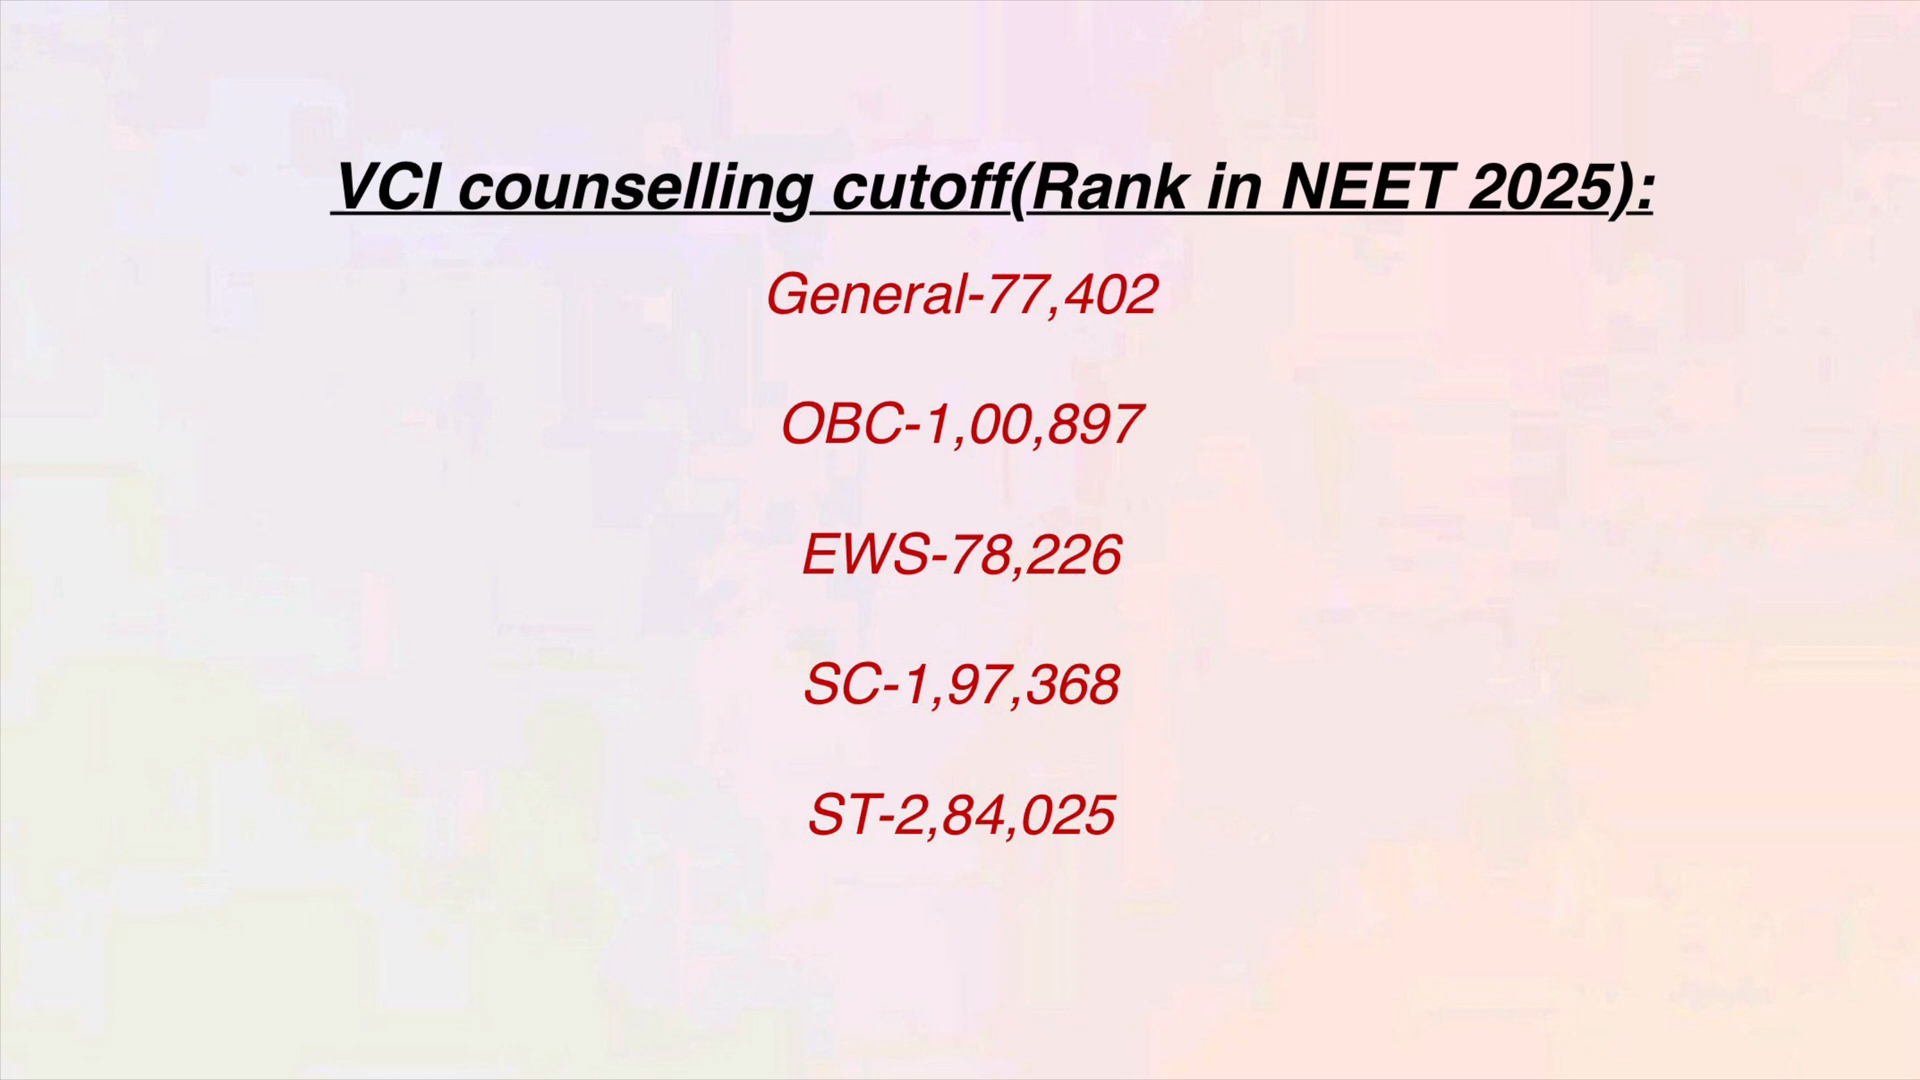 VCI counselling cutoff(Rank in NEET 2025):
General-77,402
OBC-1,00,897
EWS-78,226
SC-1,97,368
ST-2,84,025